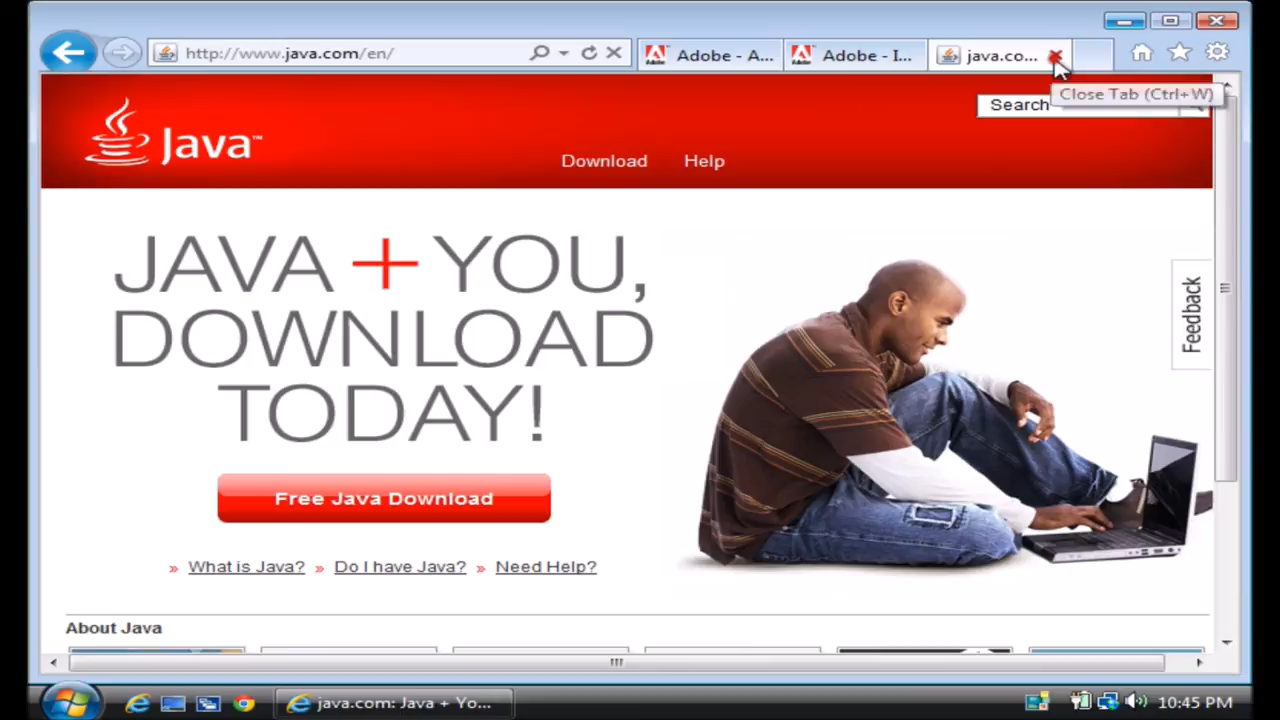 http://www.java.com/en/
Adobe - A...
Adobe - I...
java.co...
Close Tab (Ctrl+W)
Search
Java™
Download
Help
JAVA + YOU,
DOWNLOAD
TODAY!
Feedback
Free Java Download
» What is Java? » Do I have Java? » Need Help?
About Java
java.com: Java + Yo...
10:45 PM